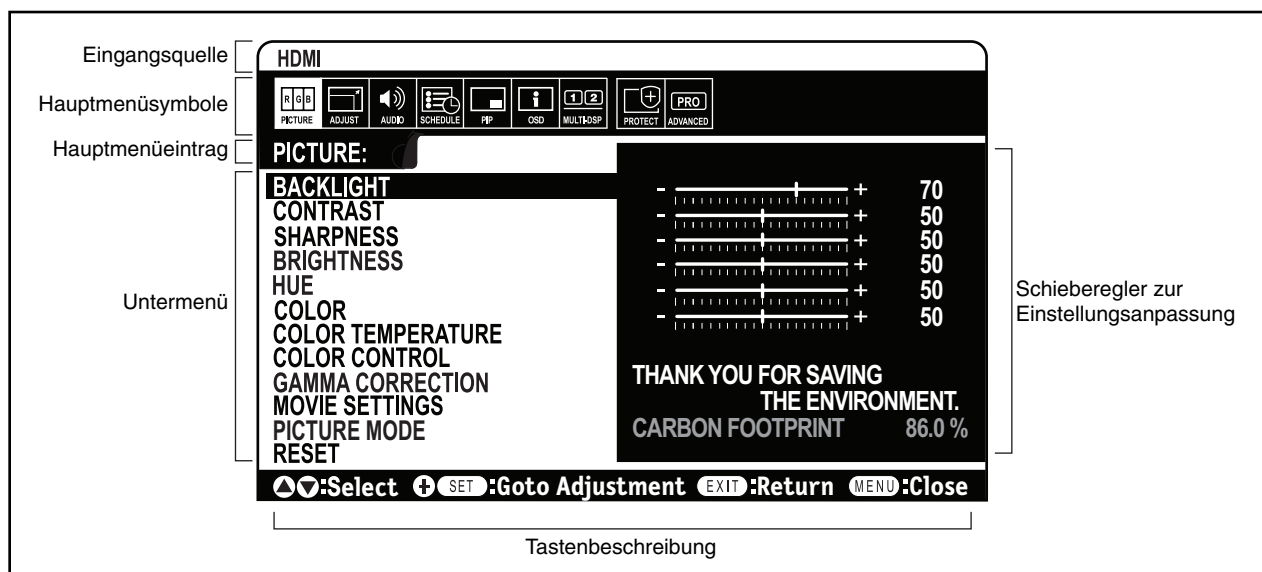 Eingangsquelle
HDMI
Hauptmenüsymbole
R G B
PICTURE
ADJUST
AUDIO
SCHEDULE
PIP
OSD
1 2
MULTI-DSP
PROTECT
PRO
ADVANCED
Hauptmenüeintrag
PICTURE:
Untermenü
BACKLIGHT - + 70
CONTRAST - + 50
SHARPNESS - + 50
BRIGHTNESS - + 50
HUE - + 50
COLOR - + 50
COLOR TEMPERATURE
COLOR CONTROL
GAMMA CORRECTION
MOVIE SETTINGS
PICTURE MODE
RESET
THANK YOU FOR SAVING
THE ENVIRONMENT.
CARBON FOOTPRINT 86.0 %
Schieberegler zur
Einstellungsanpassung
:Select SET :Goto Adjustment EXIT :Return MENU :Close
Tastenbeschreibung